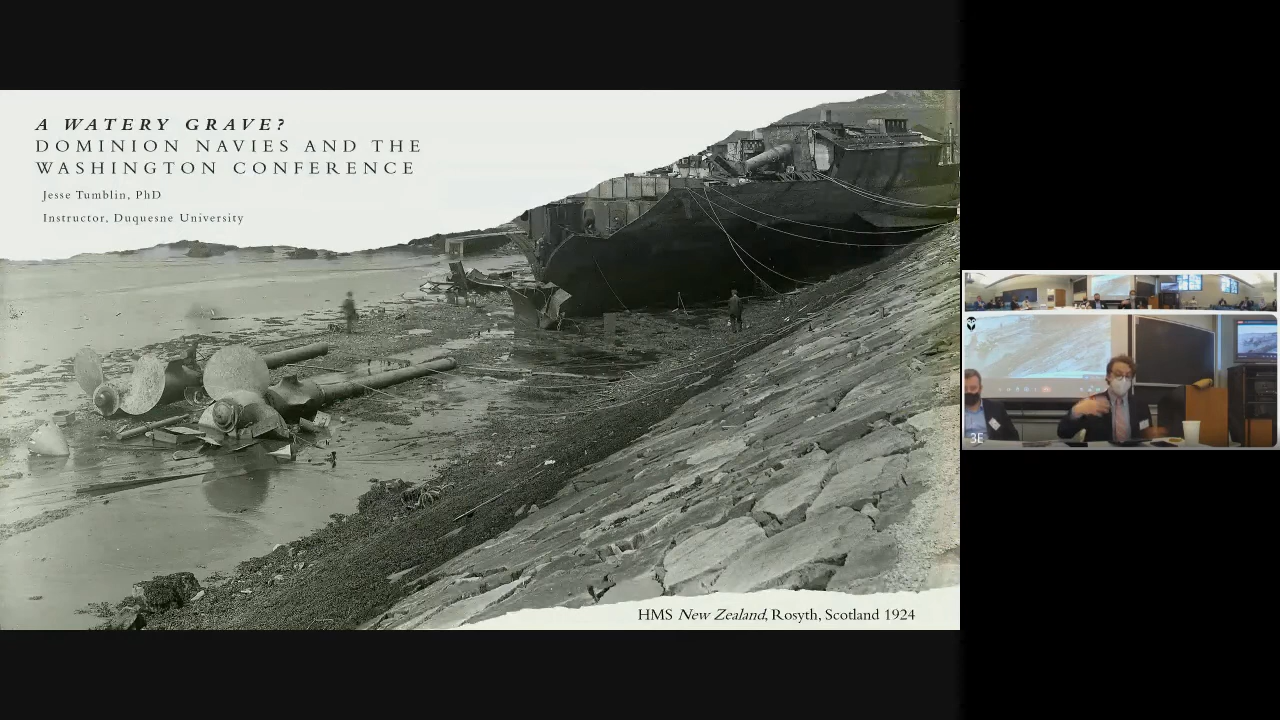 A WATERY GRAVE?
DOMINION NAVIES AND THE
WASHINGTON CONFERENCE
Jesse Tumblin, PhD
Instructor, Duquesne University
HMS New Zealand, Rosyth, Scotland 1924
3E